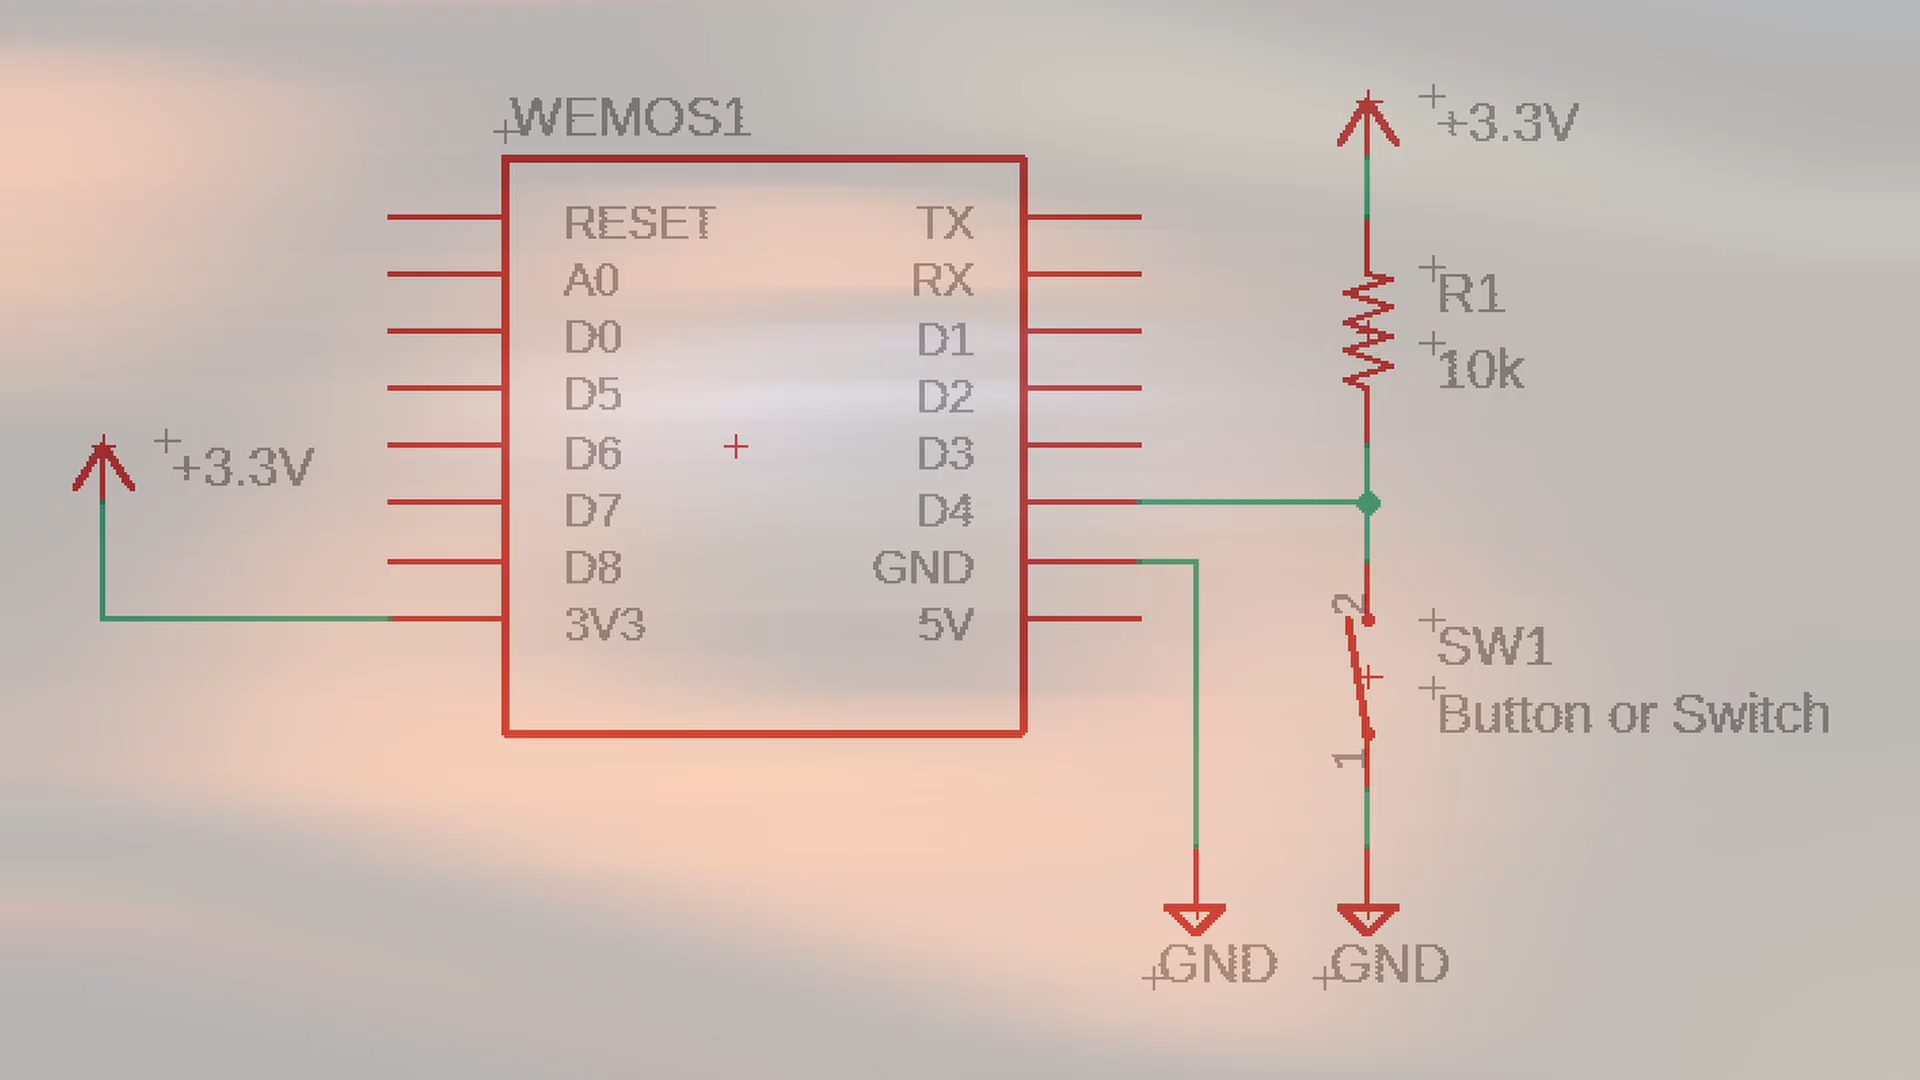 WEMOS1
RESET
A0
D0
D5
D6
D7
D8
3V3
TX
RX
D1
D2
D3
D4
GND
5V
+3.3V
+3.3V
R1
10k
2
SW1
Button or Switch
1
GND
GND